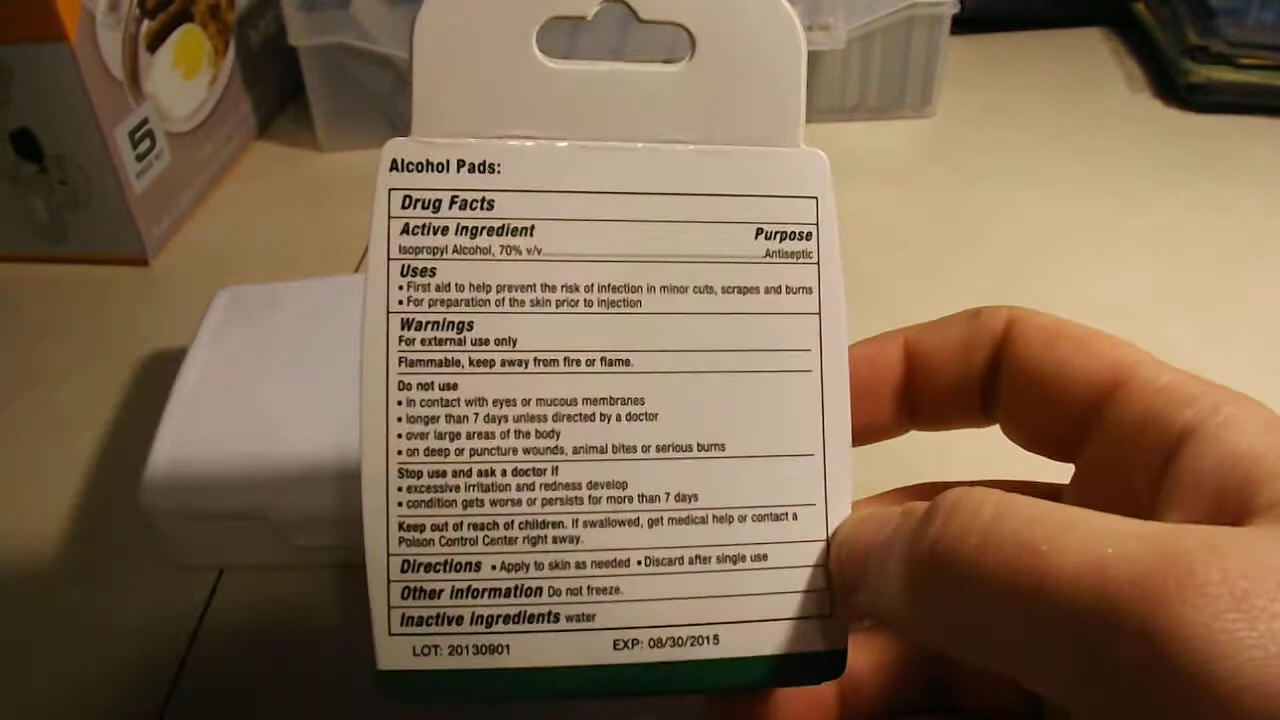 5
Alcohol Pads:
Drug Facts
Active Ingredient Purpose
Isopropyl Alcohol, 70% v/v Antiseptic
Uses
• First aid to help prevent the risk of infection in minor cuts, scrapes and burns
• For preparation of the skin prior to injection
Warnings
For external use only
Flammable, keep away from fire or flame.
Do not use
• in contact with eyes or mucous membranes
• longer than 7 days unless directed by a doctor
• over large areas of the body
• on deep or puncture wounds, animal bites or serious burns
Stop use and ask a doctor if
• excessive irritation and redness develop
• condition gets worse or persists for more than 7 days
Keep out of reach of children. If swallowed, get medical help or contact a
Poison Control Center right away.
Directions • Apply to skin as needed • Discard after single use
Other information Do not freeze.
Inactive ingredients water
LOT: 20130901 EXP: 08/30/2015